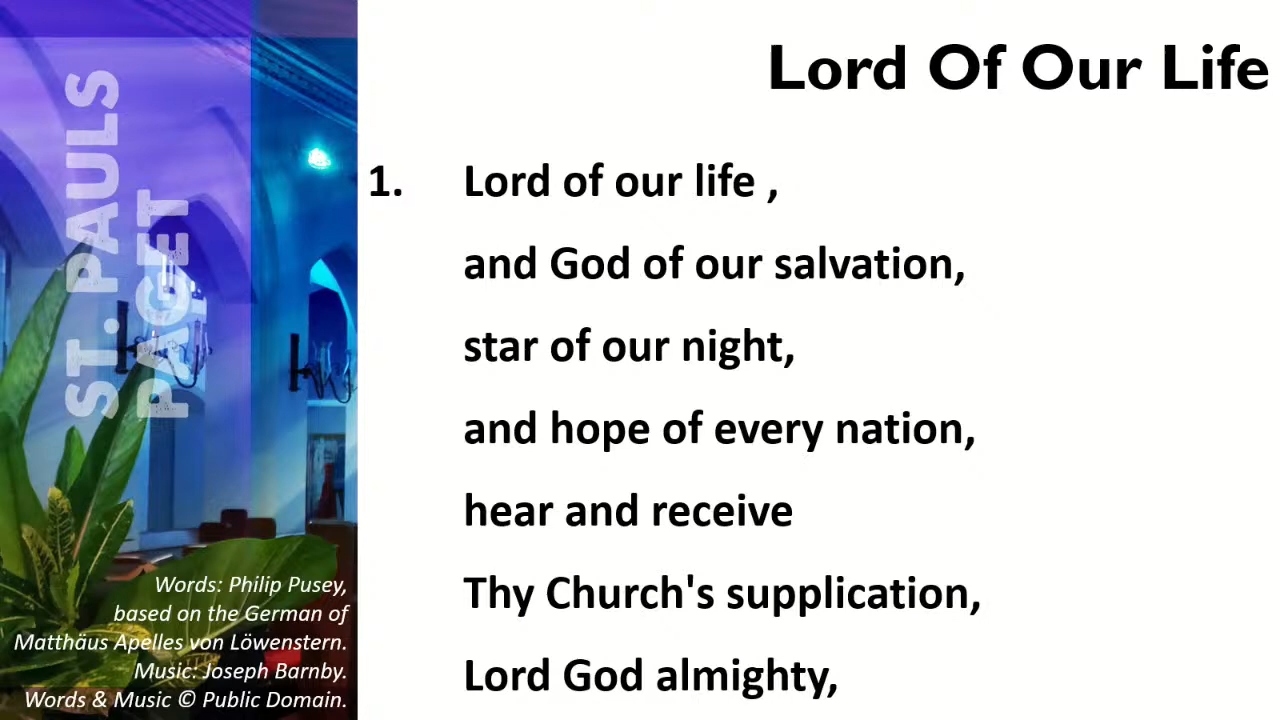 Lord Of Our Life
1. Lord of our life ,
and God of our salvation,
star of our night,
and hope of every nation,
hear and receive
Thy Church's supplication,
Lord God almighty,
ST. PAULS
PAGET
Words: Philip Pusey,
based on the German of
Matthäus Apelles von Löwenstern.
Music: Joseph Barnby.
Words & Music © Public Domain.